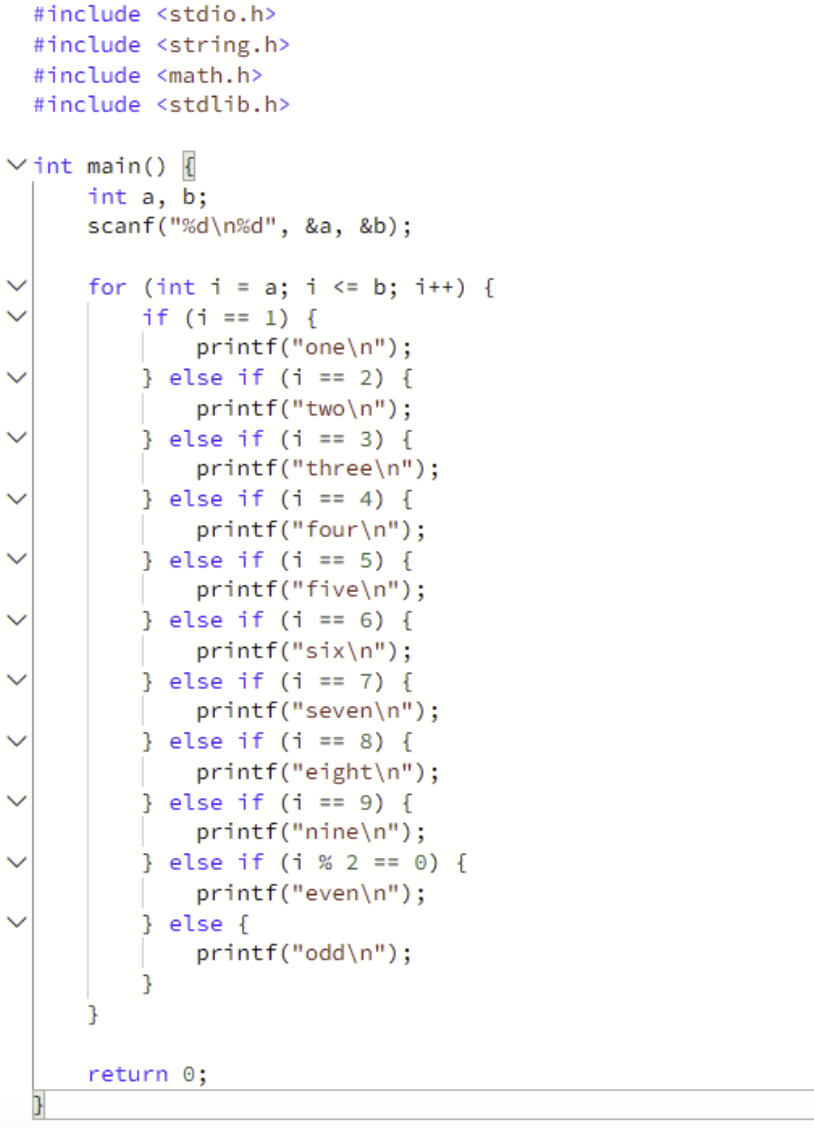 #include <stdio.h>
#include <string.h>
#include <math.h>
#include <stdlib.h>
int main() {
    int a, b;
    scanf("%d\n%d", &a, &b);
    for (int i = a; i <= b; i++) {
        if (i == 1) {
            printf("one\n");
        } else if (i == 2) {
            printf("two\n");
        } else if (i == 3) {
            printf("three\n");
        } else if (i == 4) {
            printf("four\n");
        } else if (i == 5) {
            printf("five\n");
        } else if (i == 6) {
            printf("six\n");
        } else if (i == 7) {
            printf("seven\n");
        } else if (i == 8) {
            printf("eight\n");
        } else if (i == 9) {
            printf("nine\n");
        } else if (i % 2 == 0) {
            printf("even\n");
        } else {
            printf("odd\n");
        }
    }
    return 0;
}